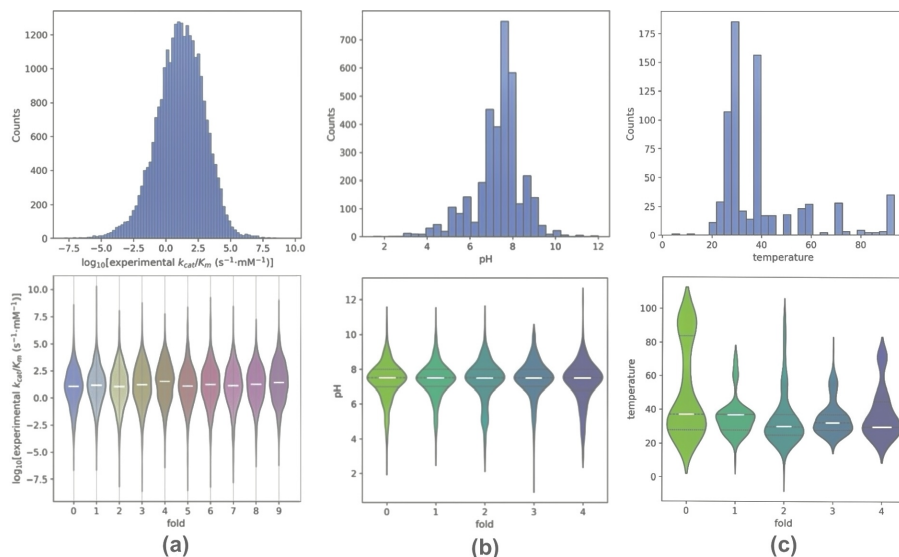 1200
1000
800
600
400
200
0
Counts
−7.5 −5.0 −2.5 0.0 2.5 5.0 7.5 10.0
log10[experimental kcat/Km (s⁻¹·mM⁻¹)]
700
600
500
400
300
200
100
0
Counts
2 4 6 8 10 12
pH
175
150
125
100
75
50
25
0
Counts
0 20 40 60 80
temperature
10.0
7.5
5.0
2.5
0.0
−2.5
−5.0
−7.5
log10[experimental kcat/Km (s⁻¹·mM⁻¹)]
0 1 2 3 4 5 6 7 8 9
fold
12
10
8
6
4
2
pH
0 1 2 3 4
fold
100
80
60
40
20
0
temperature
0 1 2 3 4
fold
(a) (b) (c)